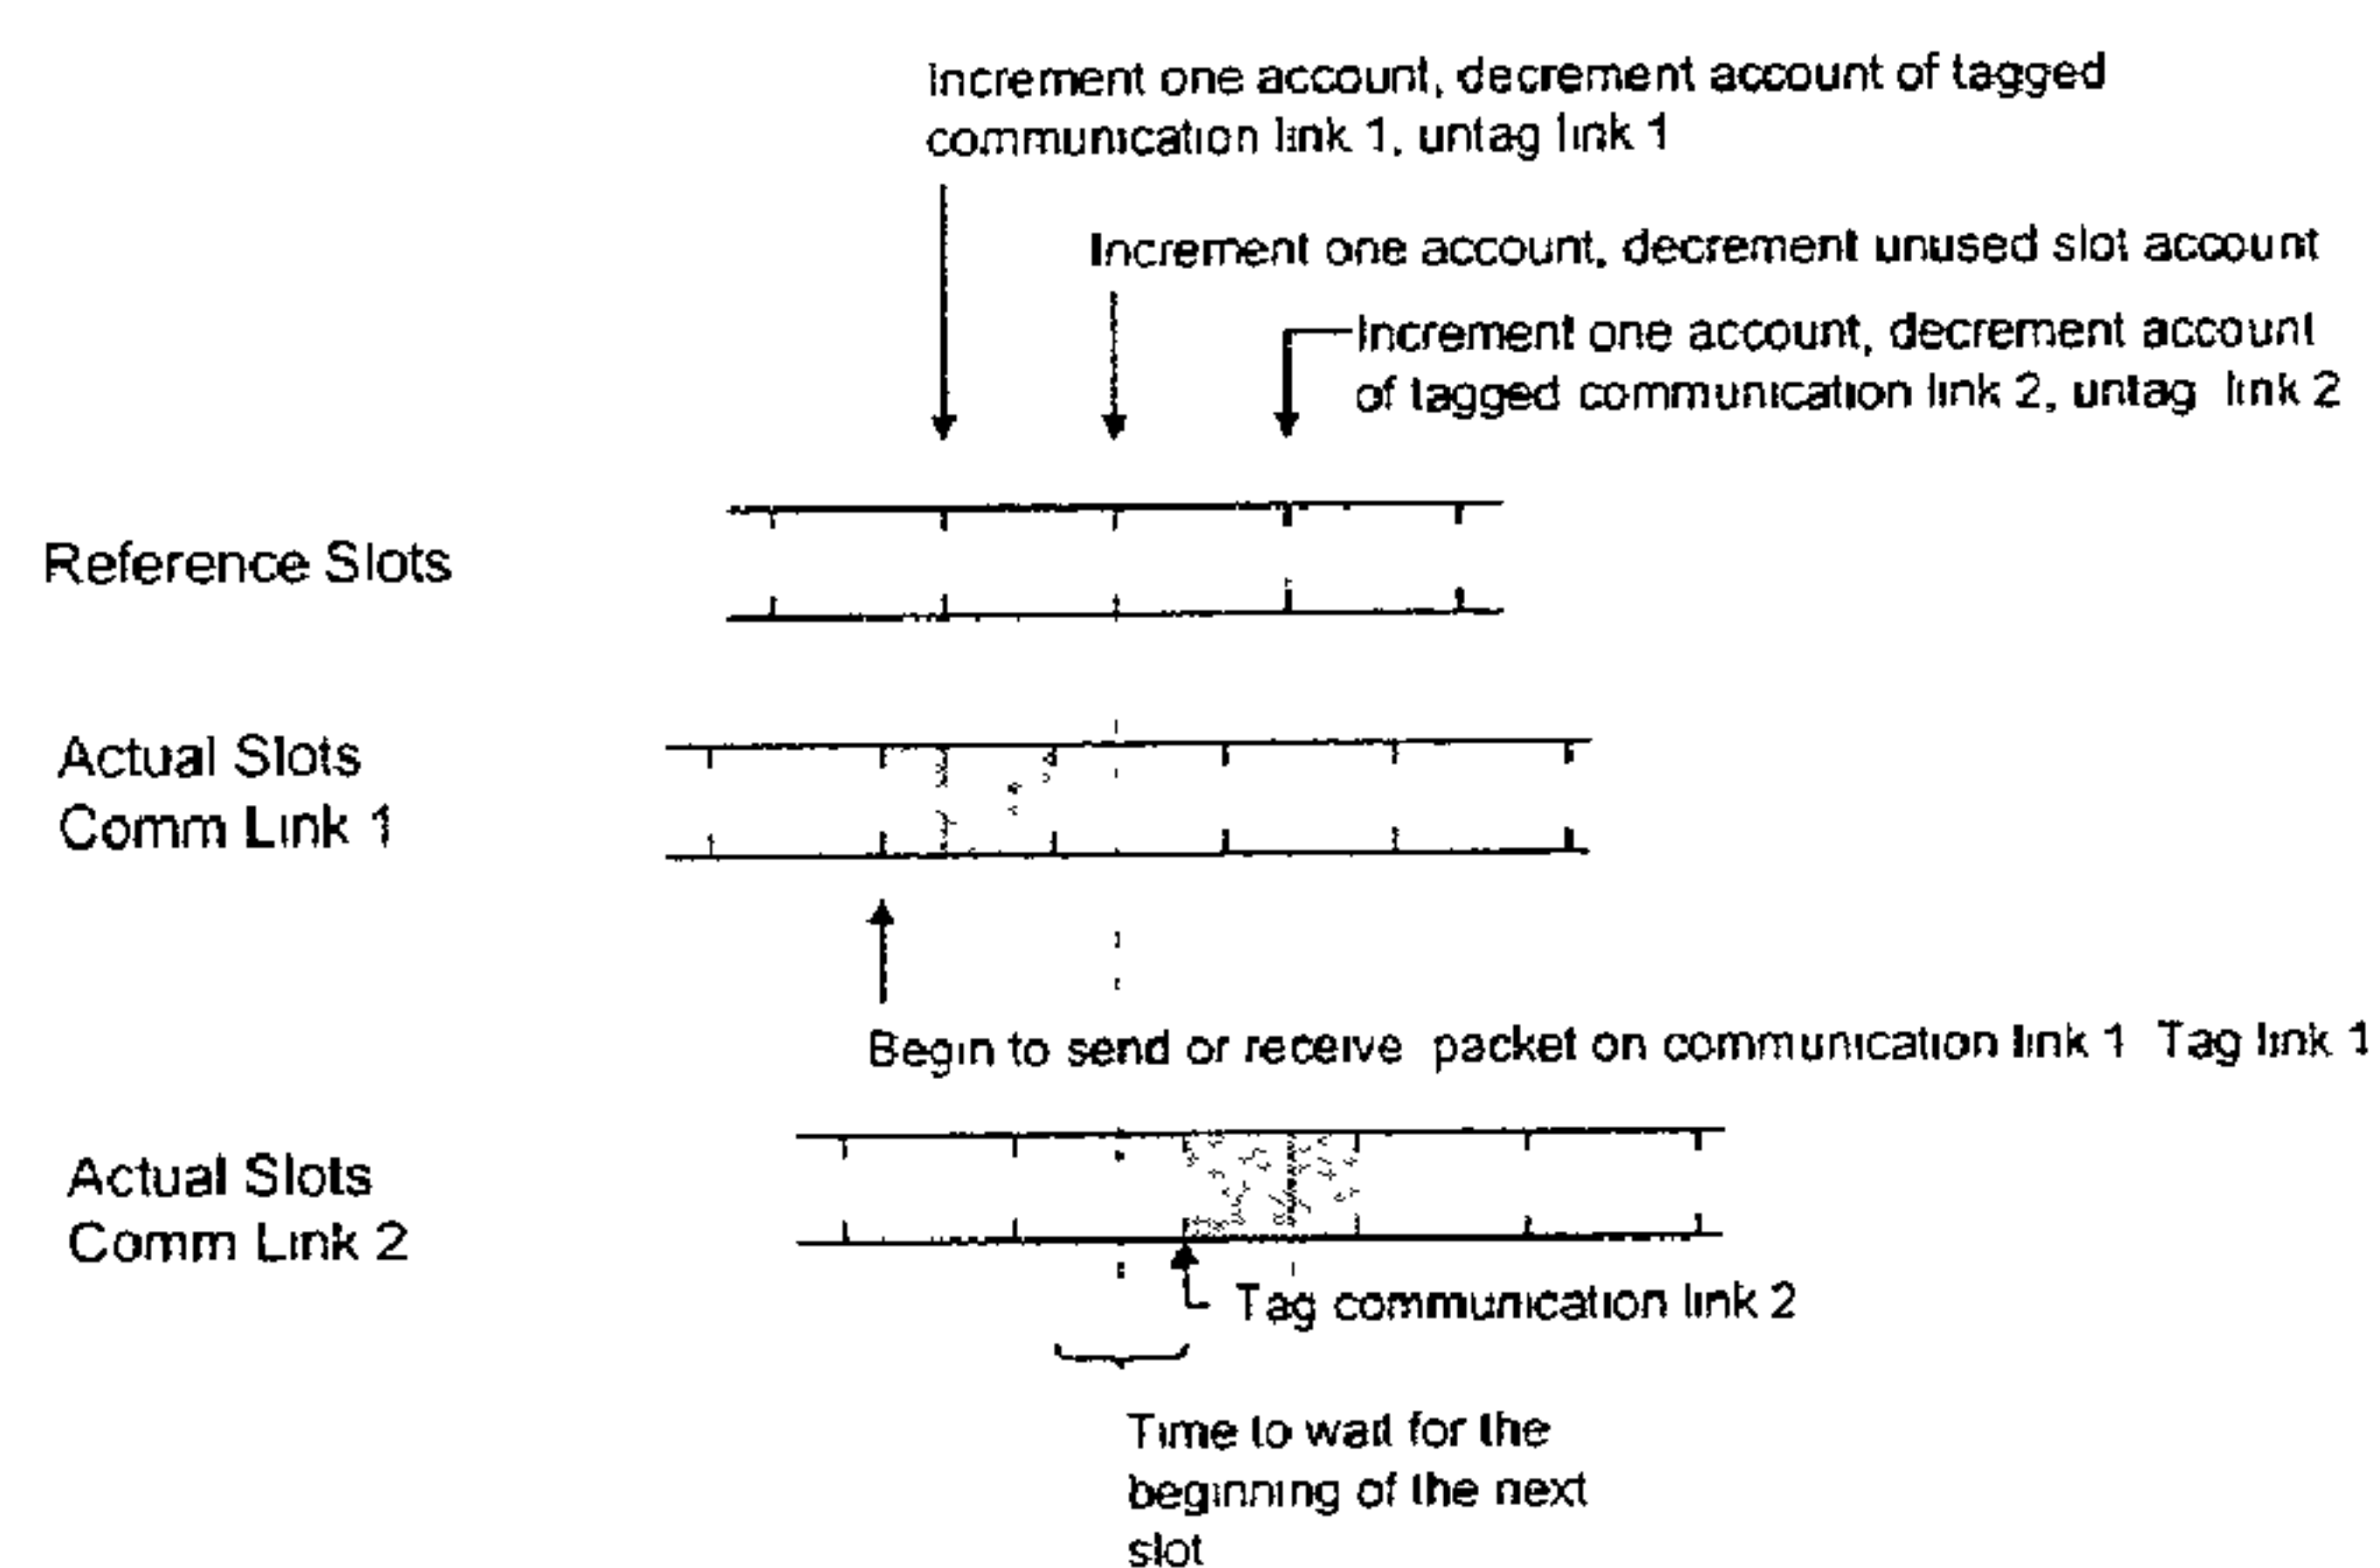 Increment one account, decrement account of tagged
communication link 1, untag link 1
Increment one account, decrement unused slot account
Increment one account, decrement account
of tagged communication link 2, untag link 2
Reference Slots
Actual Slots
Comm Link 1
Begin to send or receive packet on communication link 1 Tag link 1
Actual Slots
Comm Link 2
Tag communication link 2
Time to wait for the
beginning of the next
slot